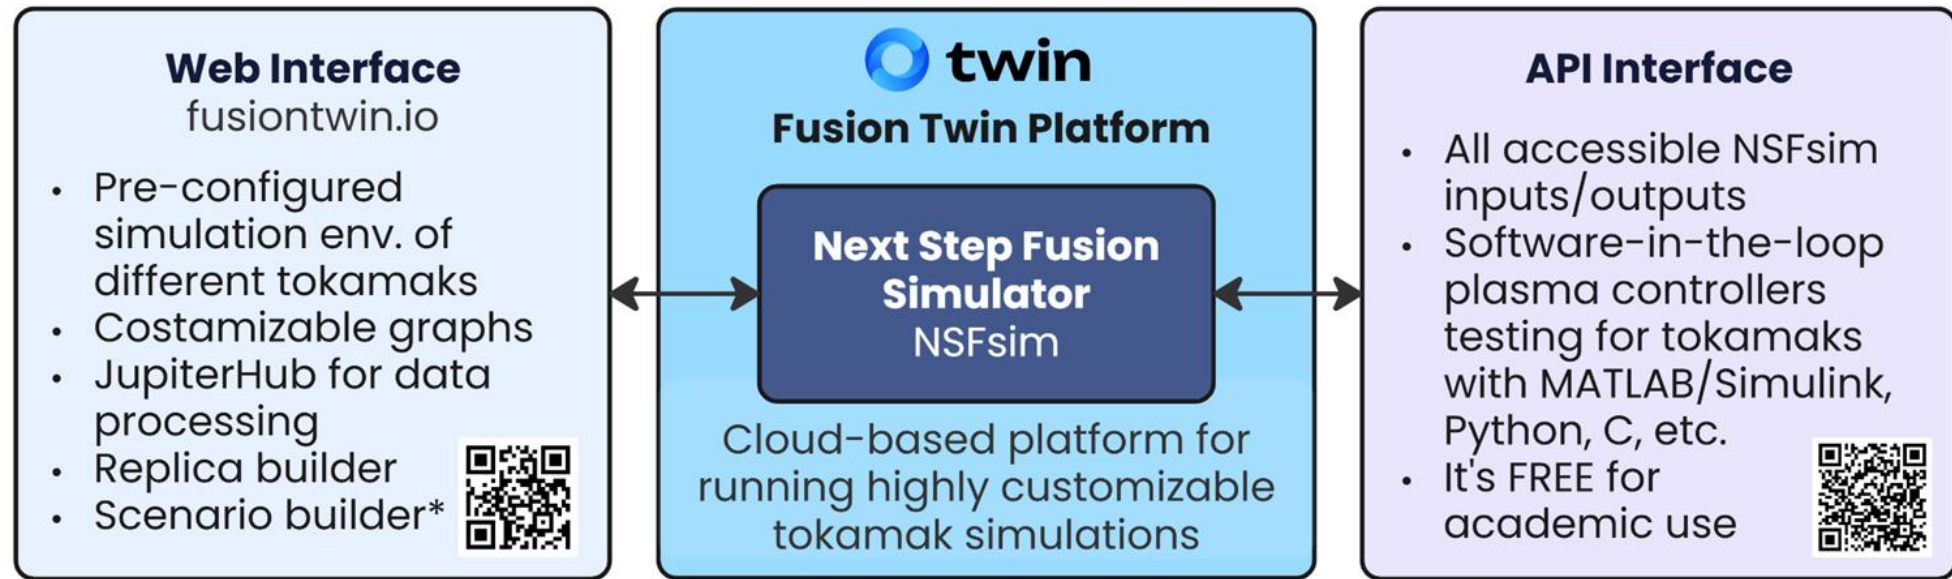 Web Interface
fusiontwin.io
• Pre-configured
simulation env. of
different tokamaks
• Costamizable graphs
• JupiterHub for data
processing
• Replica builder
• Scenario builder*
twin
Fusion Twin Platform
Next Step Fusion
Simulator
NSFsim
Cloud-based platform for
running highly customizable
tokamak simulations
API Interface
• All accessible NSFsim
inputs/outputs
• Software-in-the-loop
plasma controllers
testing for tokamaks
with MATLAB/Simulink,
Python, C, etc.
• It's FREE for
academic use